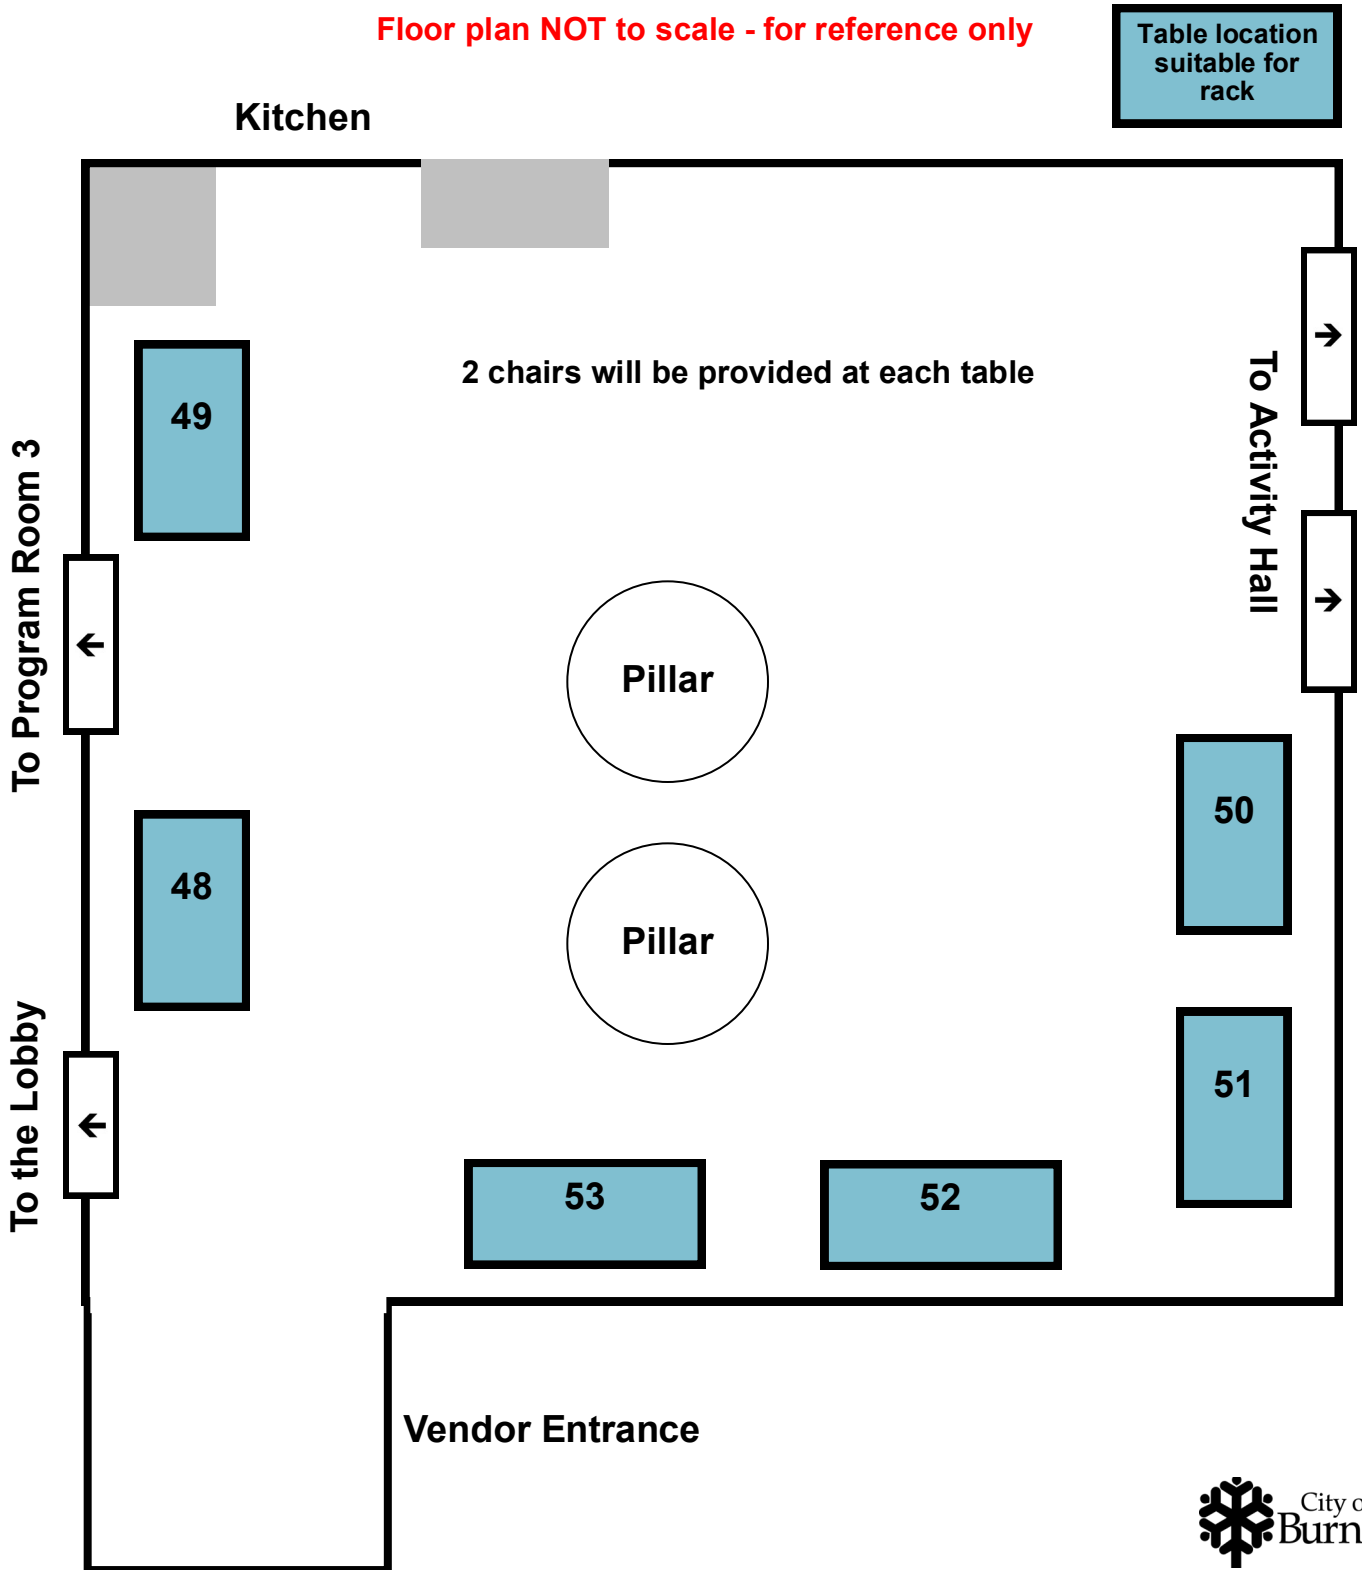 Floor plan NOT to scale - for reference only
Table location
suitable for
rack
Kitchen
2 chairs will be provided at each table
49
To Program Room 3
To Activity Hall
Pillar
50
48
Pillar
To the Lobby
51
53
52
Vendor Entrance
City
Burn